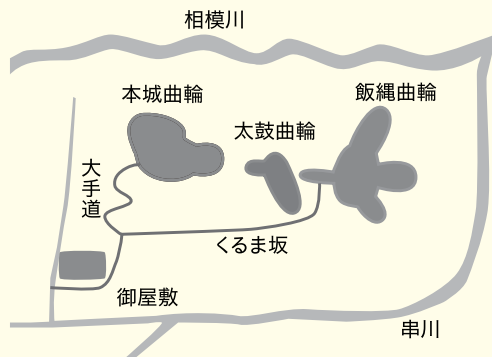 相模川
本城曲輪
飯縄曲輪
太鼓曲輪
大手道
くるま坂
御屋敷
串川